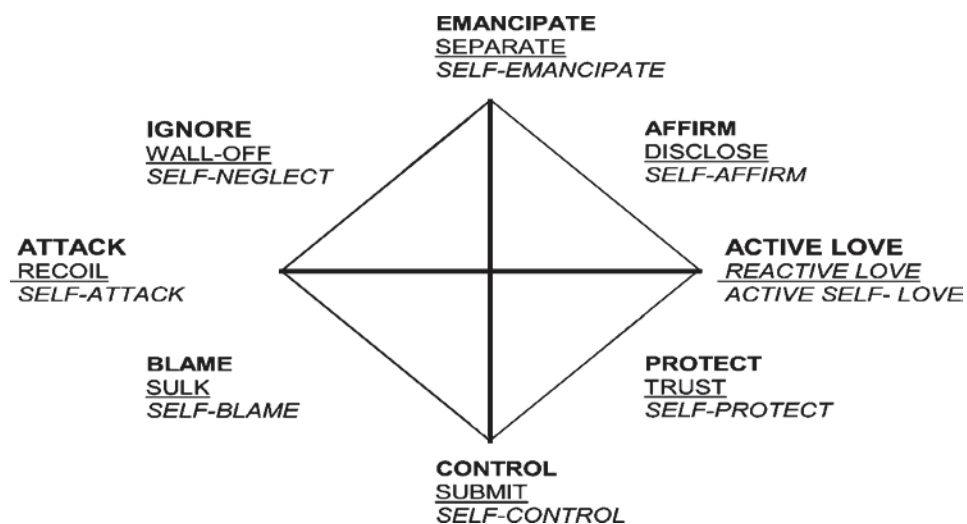 EMANCIPATE
SEPARATE
SELF-EMANCIPATE
IGNORE
WALL-OFF
SELF-NEGLECT
AFFIRM
DISCLOSE
SELF-AFFIRM
ATTACK
RECOIL
SELF-ATTACK
ACTIVE LOVE
REACTIVE LOVE
ACTIVE SELF- LOVE
BLAME
SULK
SELF-BLAME
PROTECT
TRUST
SELF-PROTECT
CONTROL
SUBMIT
SELF-CONTROL